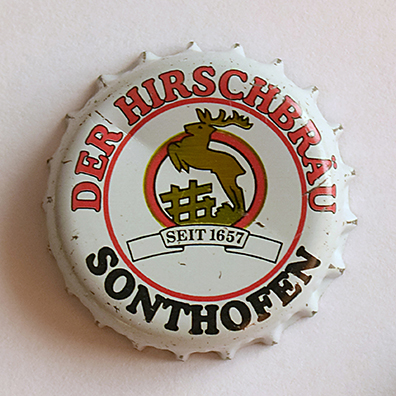 DER HIRSCHBRÄU
SEIT 1657
SONTHOFEN